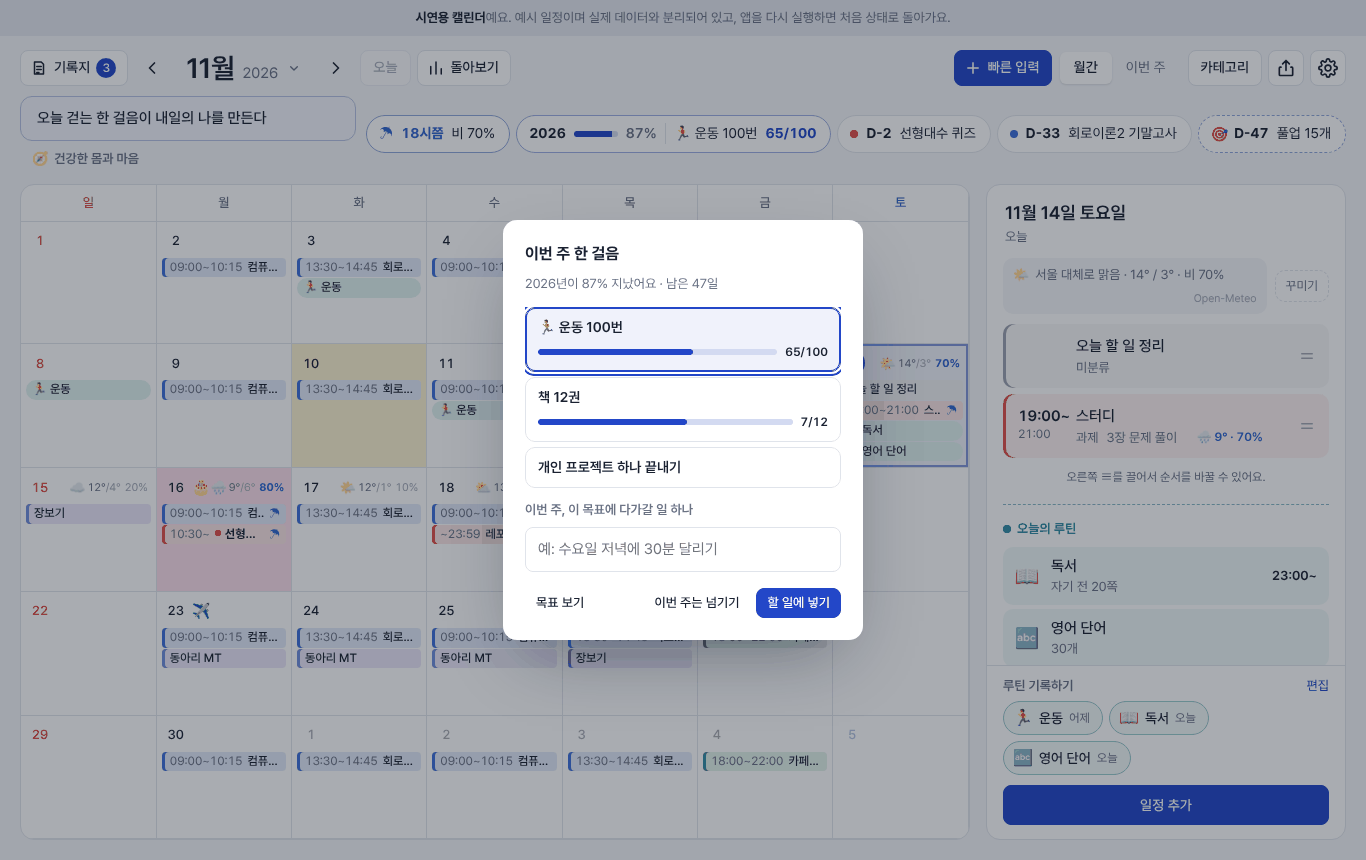 시연용 캘린더예요. 예시 일정이며 실제 데이터와 분리되어 있고, 앱을 다시 실행하면 처음 상태로 돌아가요.
기록지 3 11월 2026 오늘 돌아보기 빠른 입력 월간 이번 주 카테고리
오늘 걷는 한 걸음이 내일의 나를 만든다
건강한 몸과 마음
18시쯤 비 70% 2026 87% 운동 100번 65/100 D-2 선형대수 퀴즈 D-33 회로이론2 기말고사 D-47 풀업 15개
일 월 화 수 목 금 토
1 2 3 4
09:00~10:15 컴퓨... 13:30~14:45 회로... 09:00~10:1
운동
8 9 10 11 14°/3° 70%
운동 09:00~10:15 컴퓨... 13:30~14:45 회로... 09:00~10:1 할 일 정리
운동 00~21:00 스..
독서
영어 단어
15 12°/4° 20% 16 9°/6° 80% 17 12°/1° 10% 18 13
장보기 09:00~10:15 컴.. 13:30~14:45 회로... 09:00~10:1
10:30~ 선형... ~23:59 레포
22 23 24 25
09:00~10:15 컴퓨... 13:30~14:45 회로... 09:00~10:15
동아리 MT 동아리 MT 동아리 MT 장보기
29 30 1 2 3 4 5
09:00~10:15 컴퓨... 13:30~14:45 회로... 09:00~10:15 컴퓨... 13:30~14:45 회로... 18:00~22:00 카페...
이번 주 한 걸음
2026년이 87% 지났어요 · 남은 47일
운동 100번
65/100
책 12권
7/12
개인 프로젝트 하나 끝내기
이번 주, 이 목표에 다가갈 일 하나
예: 수요일 저녁에 30분 달리기
목표 보기 이번 주는 넘기기 할 일에 넣기
11월 14일 토요일
오늘
서울 대체로 맑음 · 14° / 3° · 비 70%
Open-Meteo
꾸미기
오늘 할 일 정리
미분류
19:00~ 스터디
21:00 과제 3장 문제 풀이 9° · 70%
오른쪽 ≡를 끌어서 순서를 바꿀 수 있어요.
오늘의 루틴
독서
자기 전 20쪽
23:00~
abc 영어 단어
30개
루틴 기록하기 편집
운동 어제 독서 오늘
abc 영어 단어 오늘
일정 추가